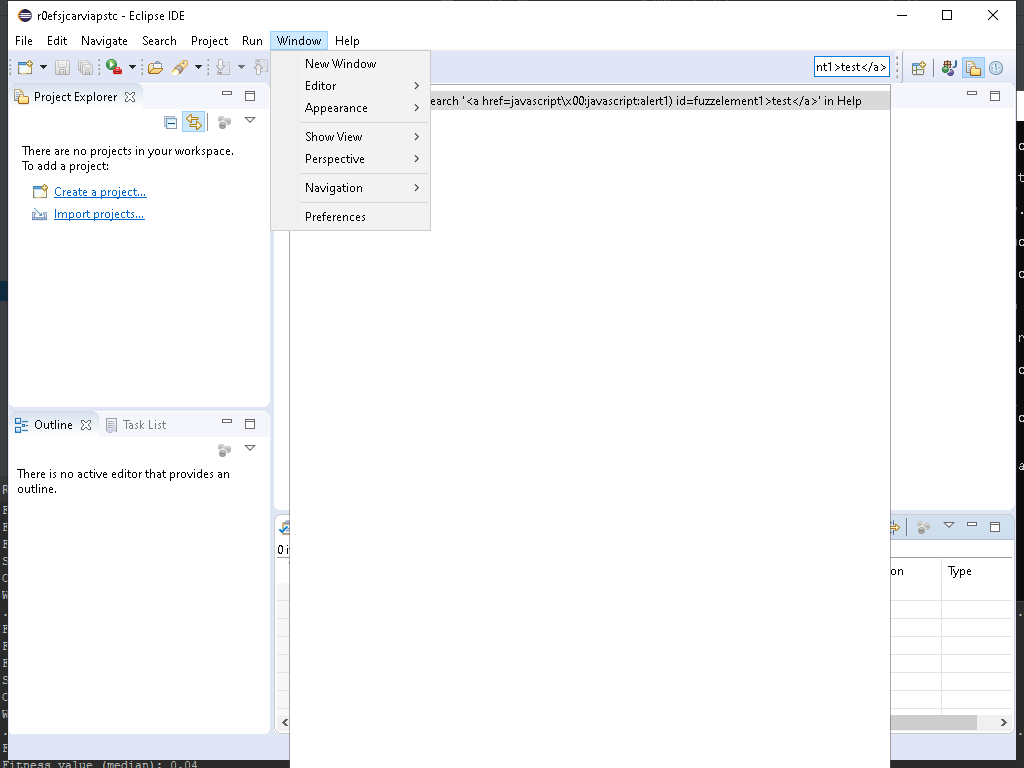 r0efsjcarviapstc - Eclipse IDE
File Edit Navigate Search Project Run Window Help
nt1>test</a>
New Window
Editor
Appearance
Show View
Perspective
Navigation
Preferences
Project Explorer
earch '<a href=javascript\x00:javascript:alert1) id=fuzzelement1>test</a>' in Help
There are no projects in your workspace.
To add a project:
Create a project...
Import projects...
Outline Task List
There is no active editor that provides an
outline.
0 i
on Type
Fitness value (median): 0.04